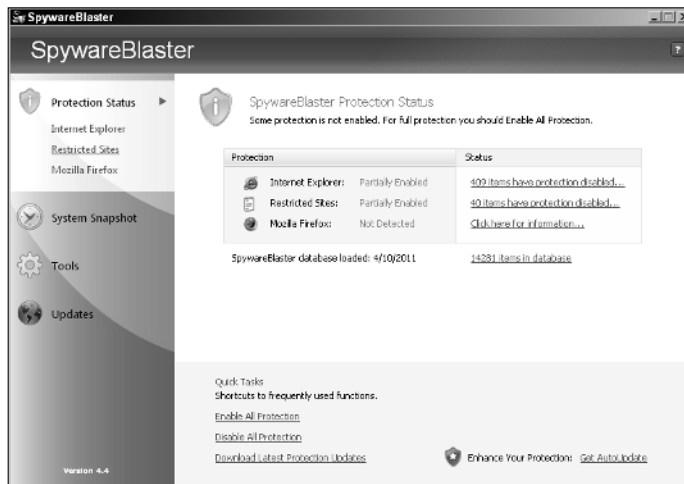 SpywareBlaster
SpywareBlaster
?
Protection Status
Internet Explorer
Restricted Sites
Mozilla Firefox
System Snapshot
Tools
Updates
Version 4.4
SpywareBlaster Protection Status
Some protection is not enabled. For full protection you should Enable All Protection.
Protection Status
Internet Explorer: Partially Enabled 409 items have protection disabled...
Restricted Sites: Partially Enabled 40 items have protection disabled...
Mozilla Firefox: Not Detected Click here for information...
SpywareBlaster database loaded: 4/10/2011 14281 items in database
Quick Tasks
Shortcuts to frequently used functions.
Enable All Protection
Disable All Protection
Download Latest Protection Updates
Enhance Your Protection: Get AutoUpdate